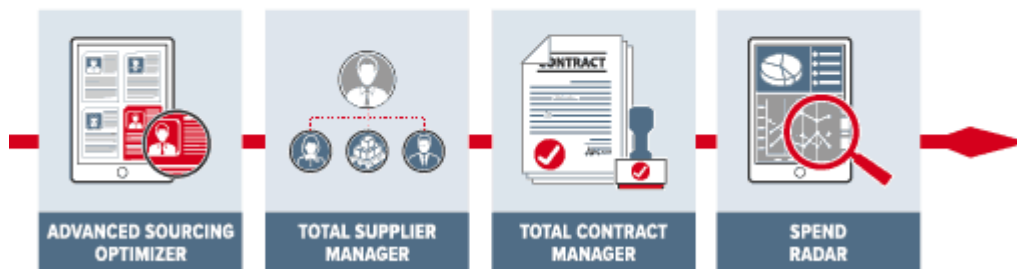 CONTRACT
ADVANCED SOURCING
OPTIMIZER
TOTAL SUPPLIER
MANAGER
TOTAL CONTRACT
MANAGER
SPEND
RADAR